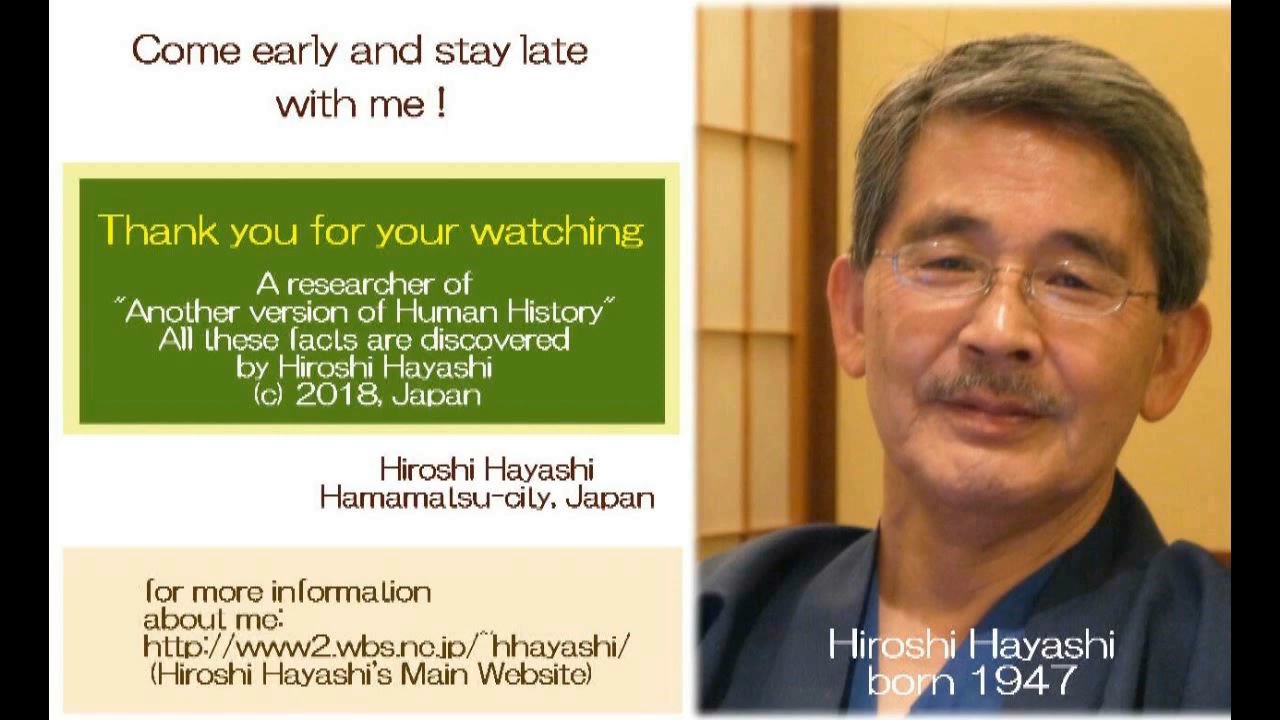 Come early and stay late
with me !
Thank you for your watching
A researcher of
"Another version of Human History"
All these facts are discovered
by Hiroshi Hayashi
(c) 2018, Japan
Hiroshi Hayashi
Hamamatsu-city, Japan
for more information
about me:
http://www2.wbs.ne.jp/~hhayashi/
(Hiroshi Hayashi's Main Website)
Hiroshi Hayashi
born 1947